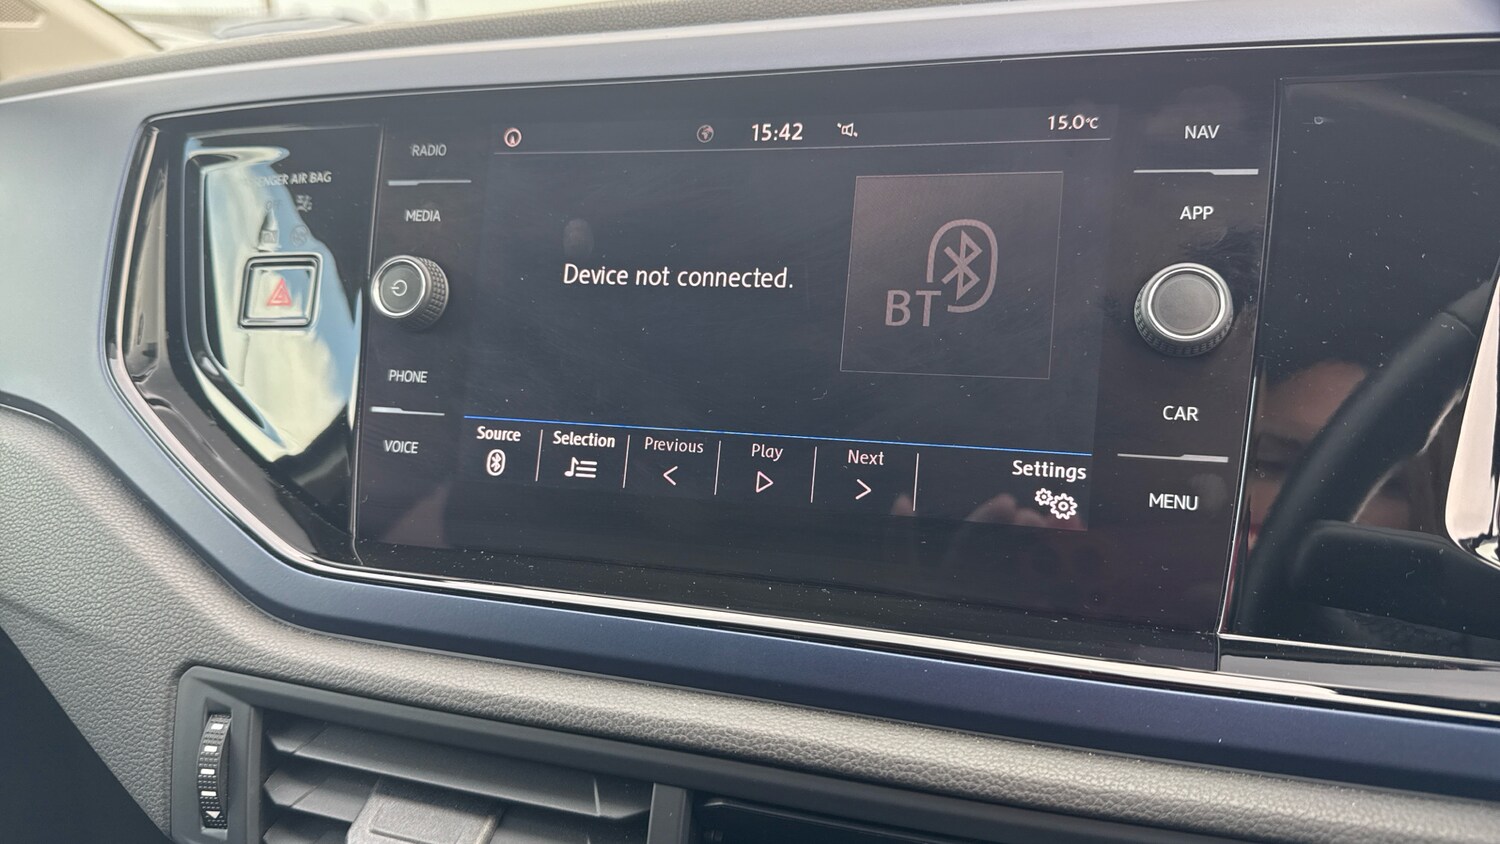 15:42
15.0°C
RADIO
MEDIA
PHONE
VOICE
AIR BAG
Device not connected.
BT
Source
Selection
Previous
Play
Next
Settings
NAV
APP
CAR
MENU